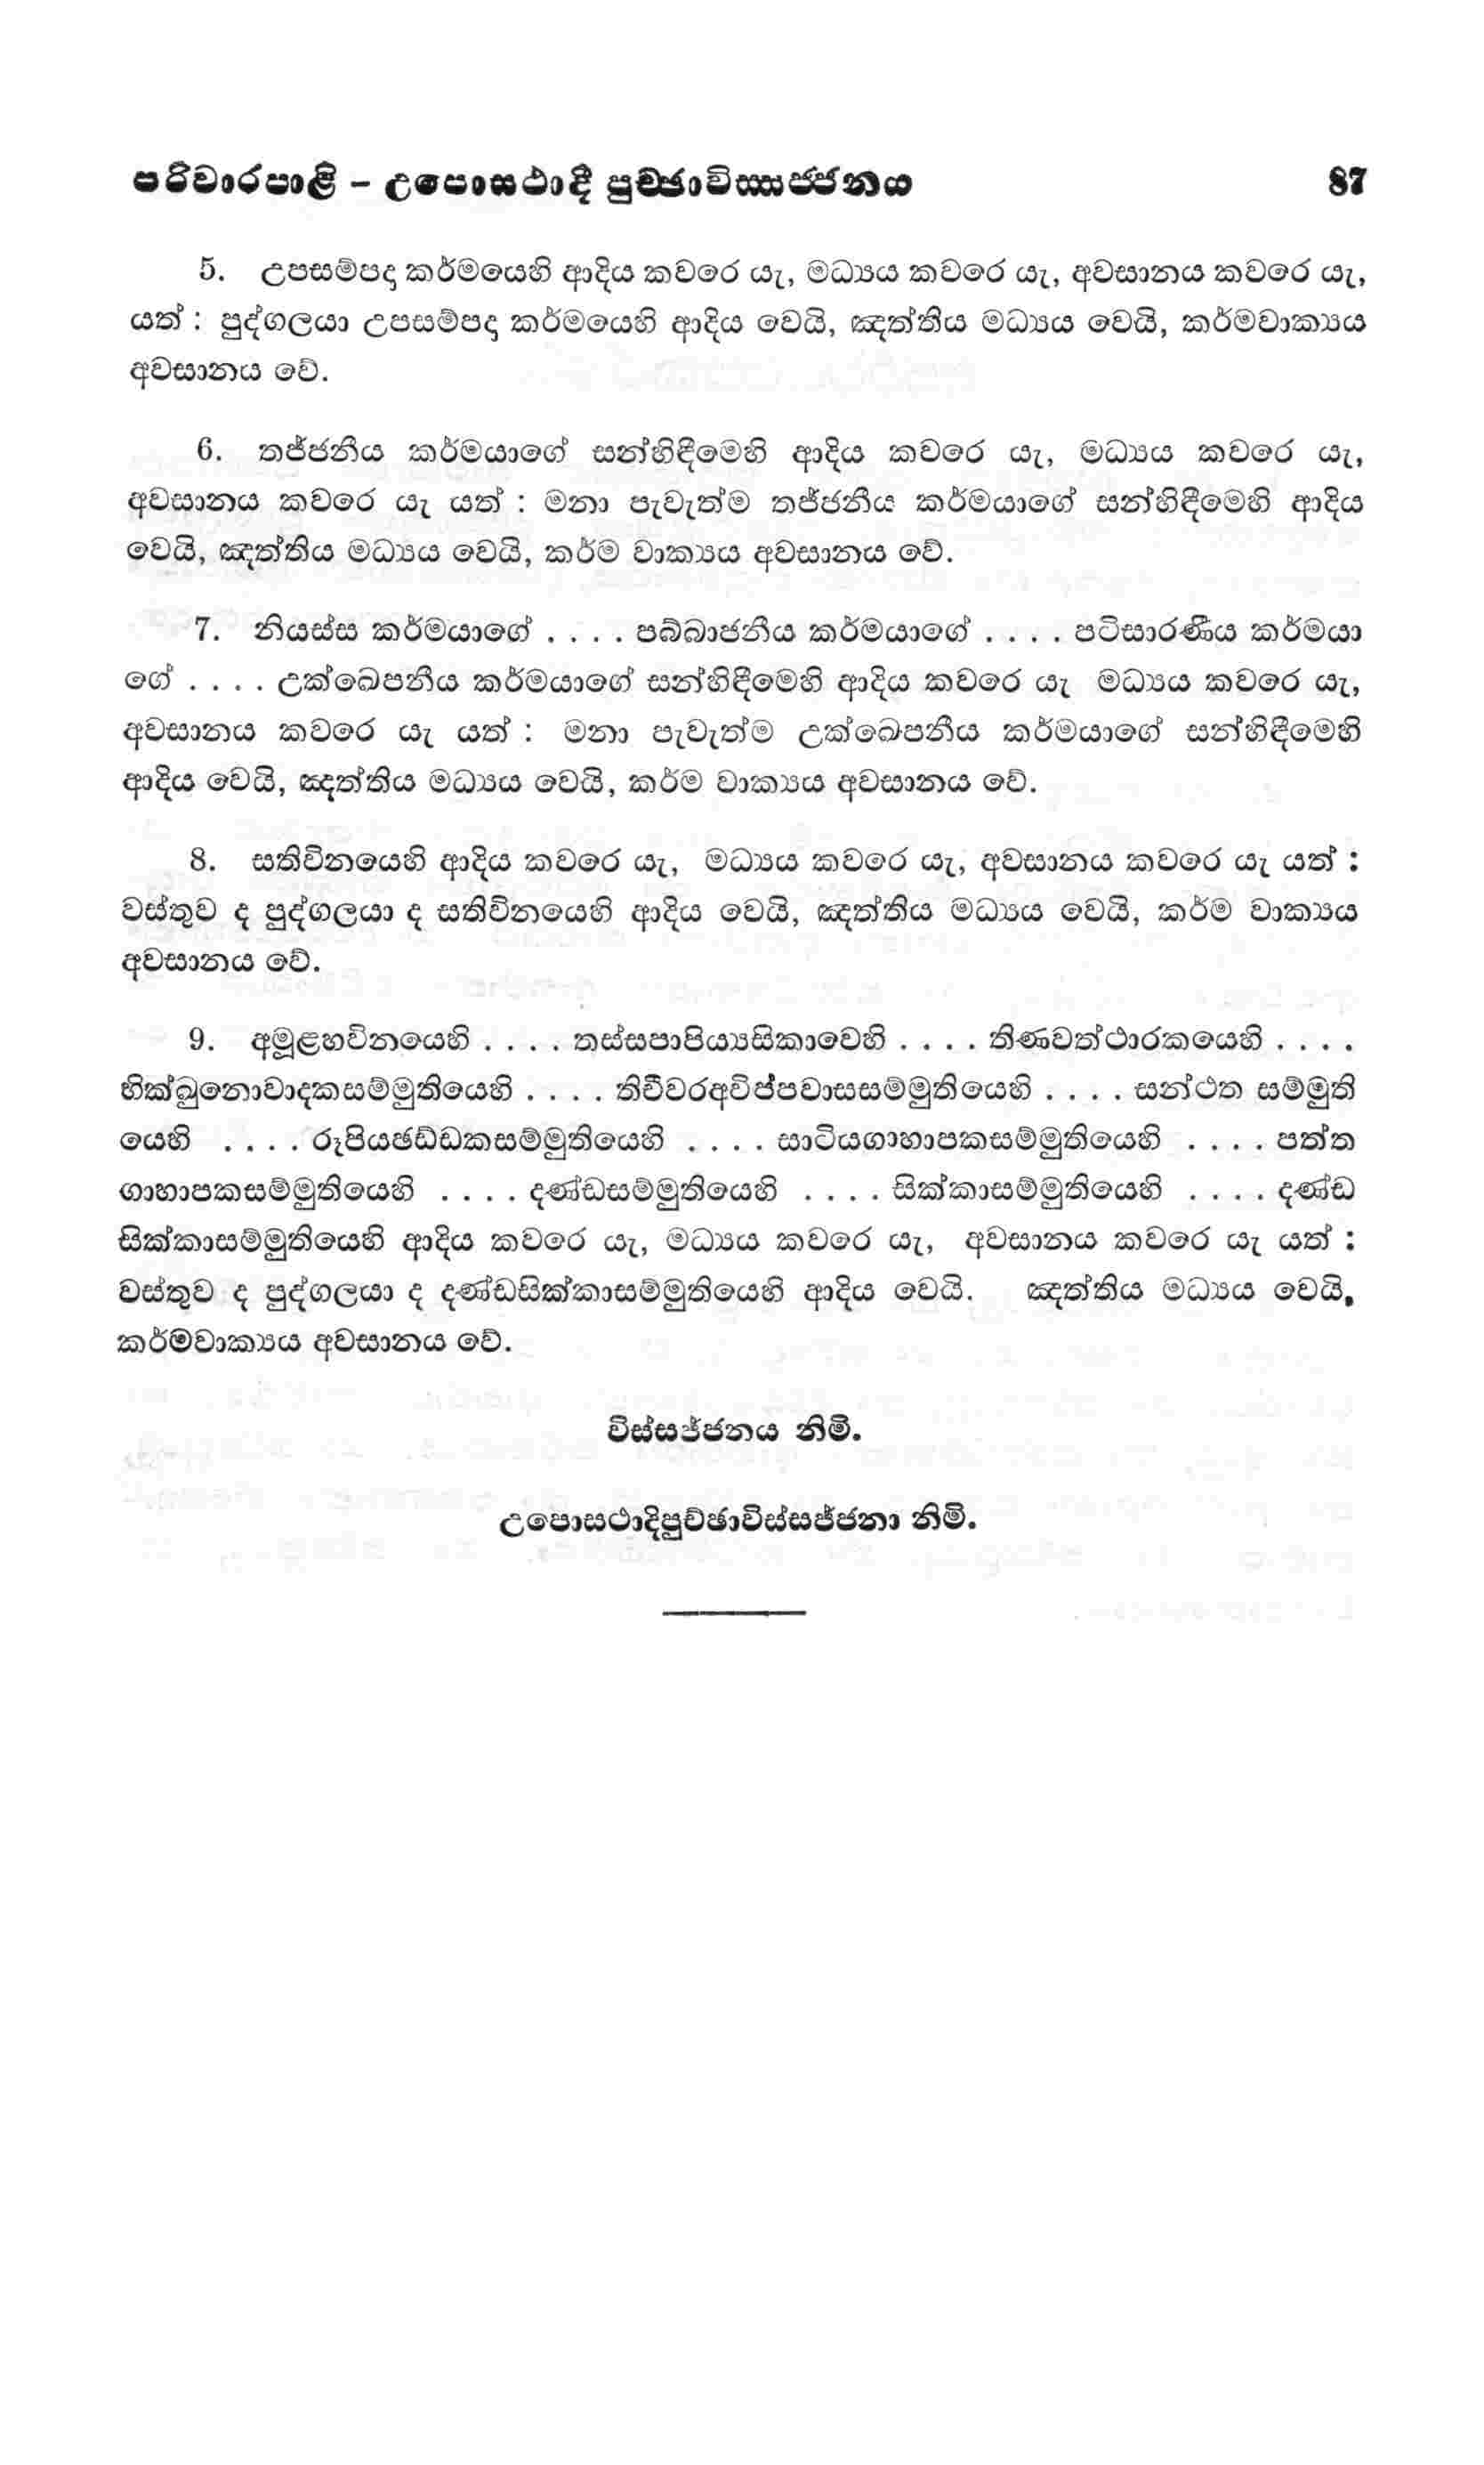 පරිවාරපාළි – උපොසථාදි පුච්ඡාවිස්සජ්ජනය 87
5. උපසම්පදා කර්මයෙහි ආදිය කවරෙ යැ, මධ්‍යය කවරෙ යැ, අවසානය කවරෙ යැ,
යත් : පුද්ගලයා උපසම්පදා කර්මයෙහි ආදිය වෙයි, ඤත්තිය මධ්‍යය වෙයි, කර්මවාක්‍යය
අවසානය වේ.
6. තජ්ජනීය කර්මයාගේ සන්හිඳීමෙහි ආදිය කවරෙ යැ, මධ්‍යය කවරෙ යැ,
අවසානය කවරෙ යැ යත් : මනා පැවැත්ම තජ්ජනීය කර්මයාගේ සන්හිඳීමෙහි ආදිය
වෙයි, ඤත්තිය මධ්‍යය වෙයි, කර්ම වාක්‍යය අවසානය වේ.
7. නියස්ස කර්මයාගේ . . . . පබ්බාජනීය කර්මයාගේ . . . . පටිසාරණීය කර්මයා
ගේ . . . . උක්ඛෙපනීය කර්මයාගේ සන්හිඳීමෙහි ආදිය කවරෙ යැ මධ්‍යය කවරෙ යැ,
අවසානය කවරෙ යැ යත් : මනා පැවැත්ම උක්ඛෙපනීය කර්මයාගේ සන්හිඳීමෙහි
ආදිය වෙයි, ඤත්තිය මධ්‍යය වෙයි, කර්ම වාක්‍යය අවසානය වේ.
8. සතිවිනයෙහි ආදිය කවරෙ යැ, මධ්‍යය කවරෙ යැ, අවසානය කවරෙ යැ යත් :
වස්තුව ද පුද්ගලයා ද සතිවිනයෙහි ආදිය වෙයි, ඤත්තිය මධ්‍යය වෙයි, කර්ම වාක්‍යය
අවසානය වේ.
9. අමූළහවිනයෙහි . . . . තස්සපාපිය්‍යසිකාවෙහි . . . . තිණවත්ථාරකයෙහි . . . .
භික්ඛුනොවාදකසම්මුතියෙහි . . . . තිචීවරඅවිප්පවාසසම්මුතියෙහි . . . . සන්ථත සම්මුති
යෙහි . . . . රූපියඡඩ්ඩකසම්මුතියෙහි . . . . සාටියගාහාපකසම්මුතියෙහි . . . . පත්ත
ගාහාපකසම්මුතියෙහි . . . . දණ්ඩසම්මුතියෙහි . . . . සික්කාසම්මුතියෙහි . . . . දණ්ඩ
සික්කාසම්මුතියෙහි ආදිය කවරෙ යැ, මධ්‍යය කවරෙ යැ, අවසානය කවරෙ යැ යත් :
වස්තුව ද පුද්ගලයා ද දණ්ඩසික්කාසම්මුතියෙහි ආදිය වෙයි. ඤත්තිය මධ්‍යය වෙයි,
කර්මවාක්‍යය අවසානය වේ.
විස්සජ්ජනය නිමි.
උපොසථාදිපුච්ඡාවිස්සජ්ජනා නිමි.